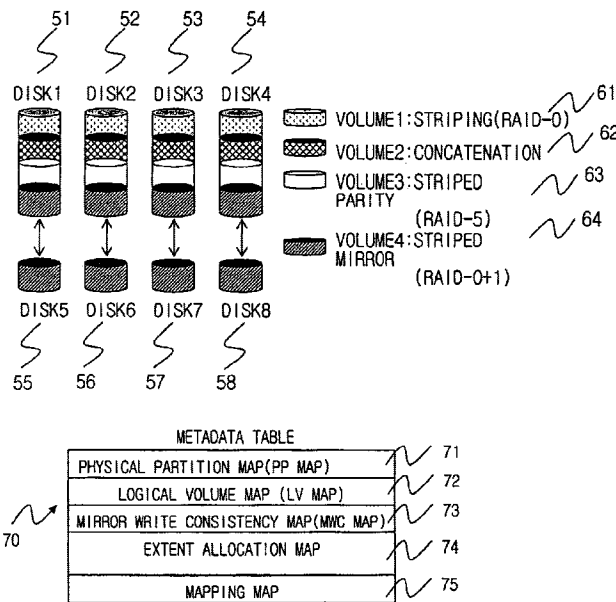 51 52 53 54
DISK1 DISK2 DISK3 DISK4
61
VOLUME1:STRIPING(RAID-0)
62
VOLUME2:CONCATENATION
VOLUME3:STRIPED
PARITY
63
(RAID-5)
64
VOLUME4:STRIPED
MIRROR
(RAID-0+1)
DISK5 DISK6 DISK7 DISK8
55 56 57 58
METADATA TABLE
PHYSICAL PARTITION MAP(PP MAP) 71
LOGICAL VOLUME MAP (LV MAP) 72
MIRROR WRITE CONSISTENCY MAP(MWC MAP) 73
70
EXTENT ALLOCATION MAP 74
MAPPING MAP 75